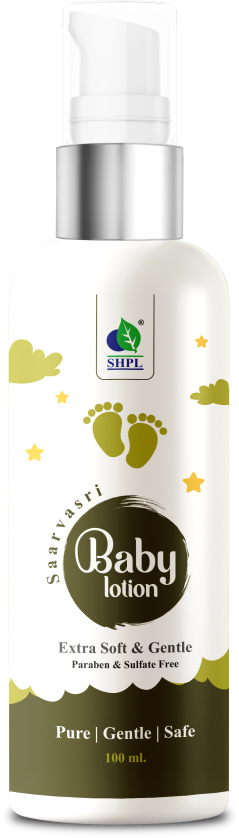 ®
SHPL
Saarvasri
Baby
lotion
Extra Soft & Gentle
Paraben & Sulfate Free
Pure | Gentle | Safe
100 ml.